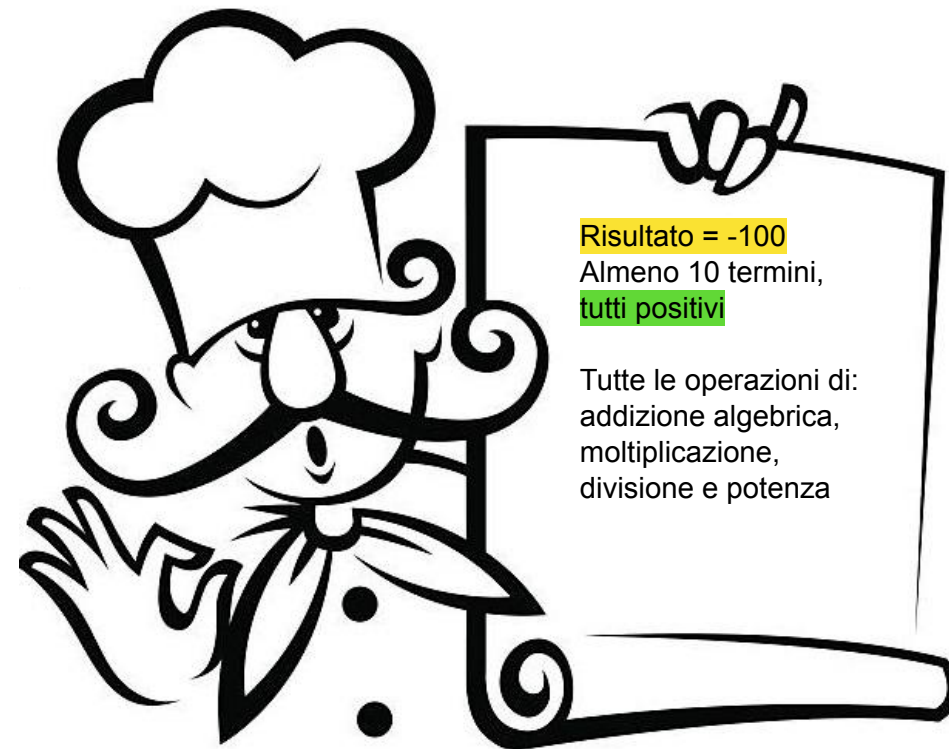 Risultato = -100
Almeno 10 termini,
tutti positivi
Tutte le operazioni di:
addizione algebrica,
moltiplicazione,
divisione e potenza